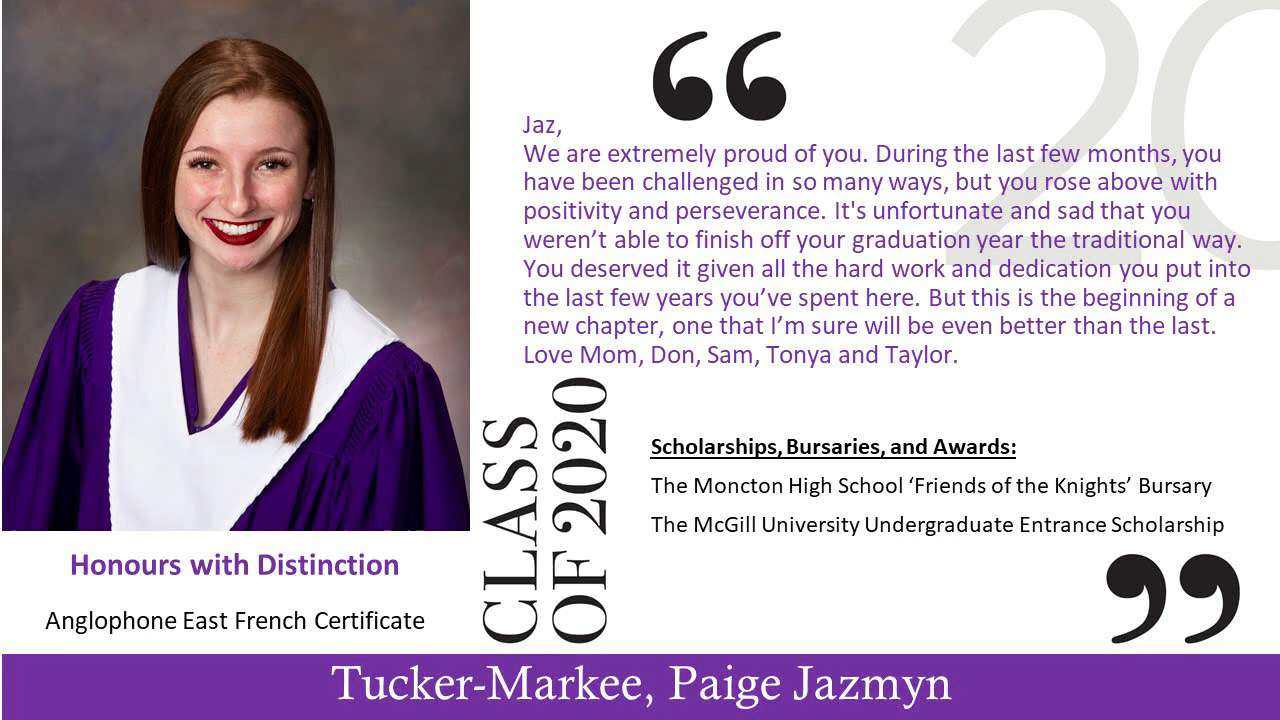 20
“
Jaz,
We are extremely proud of you. During the last few months, you
have been challenged in so many ways, but you rose above with
positivity and perseverance. It's unfortunate and sad that you
weren’t able to finish off your graduation year the traditional way.
You deserved it given all the hard work and dedication you put into
the last few years you’ve spent here. But this is the beginning of a
new chapter, one that I’m sure will be even better than the last.
Love Mom, Don, Sam, Tonya and Taylor.
CLASS
OF 2020
Scholarships, Bursaries, and Awards:
The Moncton High School ‘Friends of the Knights’ Bursary
The McGill University Undergraduate Entrance Scholarship
”
Honours with Distinction
Anglophone East French Certificate
Tucker-Markee, Paige Jazmyn